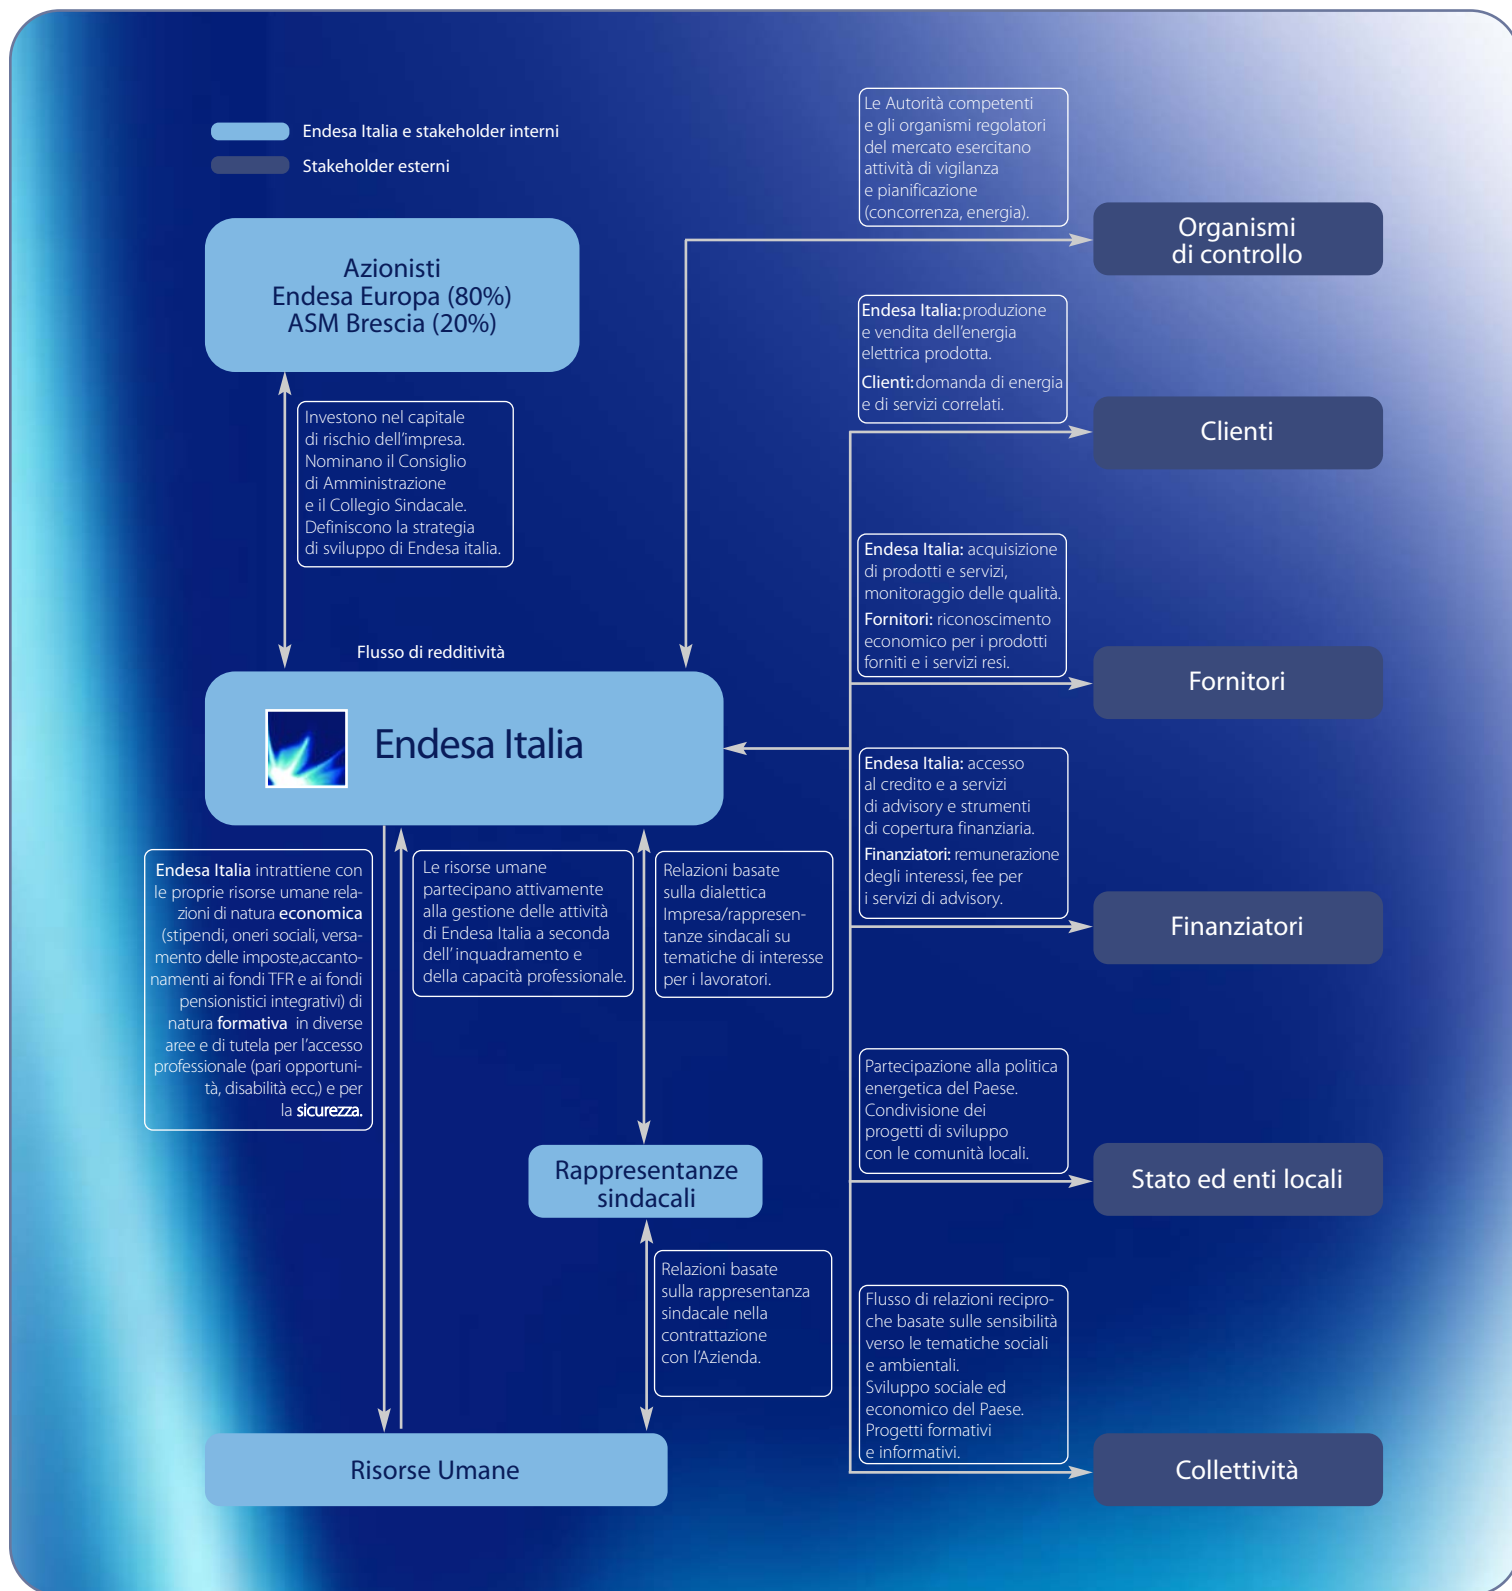 Endesa Italia e stakeholder interni
Stakeholder esterni
Azionisti
Endesa Europa (80%)
ASM Brescia (20%)
Investono nel capitale
di rischio dell'impresa.
Nominano il Consiglio
di Amministrazione
e il Collegio Sindacale.
Definiscono la strategia
di sviluppo di Endesa italia.
Flusso di redditività
Endesa Italia
Endesa Italia intrattiene con
le proprie risorse umane rela-
zioni di natura economica
(stipendi, oneri sociali, versa-
mento delle imposte,accanto-
namenti ai fondi TFR e ai fondi
pensionistici integrativi) di
natura formativa in diverse
aree e di tutela per l'accesso
professionale (pari opportuni-
tà, disabilità ecc,) e per
la sicurezza.
Le risorse umane
partecipano attivamente
alla gestione delle attività
di Endesa Italia a seconda
dell'inquadramento e
della capacità professionale.
Relazioni basate
sulla dialettica
Impresa/rappresen-
tanze sindacali su
tematiche di interesse
per i lavoratori.
Rappresentanze
sindacali
Relazioni basate
sulla rappresentanza
sindacale nella
contrattazione
con l'Azienda.
Risorse Umane
Le Autorità competenti
e gli organismi regolatori
del mercato esercitano
attività di vigilanza
e pianificazione
(concorrenza, energia).
Organismi
di controllo
Endesa Italia: produzione
e vendita dell'energia
elettrica prodotta.
Clienti: domanda di energia
e di servizi correlati.
Clienti
Endesa Italia: acquisizione
di prodotti e servizi,
monitoraggio delle qualità.
Fornitori: riconoscimento
economico per i prodotti
forniti e i servizi resi.
Fornitori
Endesa Italia: accesso
al credito e a servizi
di advisory e strumenti
di copertura finanziaria.
Finanziatori: remunerazione
degli interessi, fee per
i servizi di advisory.
Finanziatori
Partecipazione alla politica
energetica del Paese.
Condivisione dei
progetti di sviluppo
con le comunità locali.
Stato ed enti locali
Flusso di relazioni recipro-
che basate sulle sensibilità
verso le tematiche sociali
e ambientali.
Sviluppo sociale ed
economico del Paese.
Progetti formativi
e informativi.
Collettività